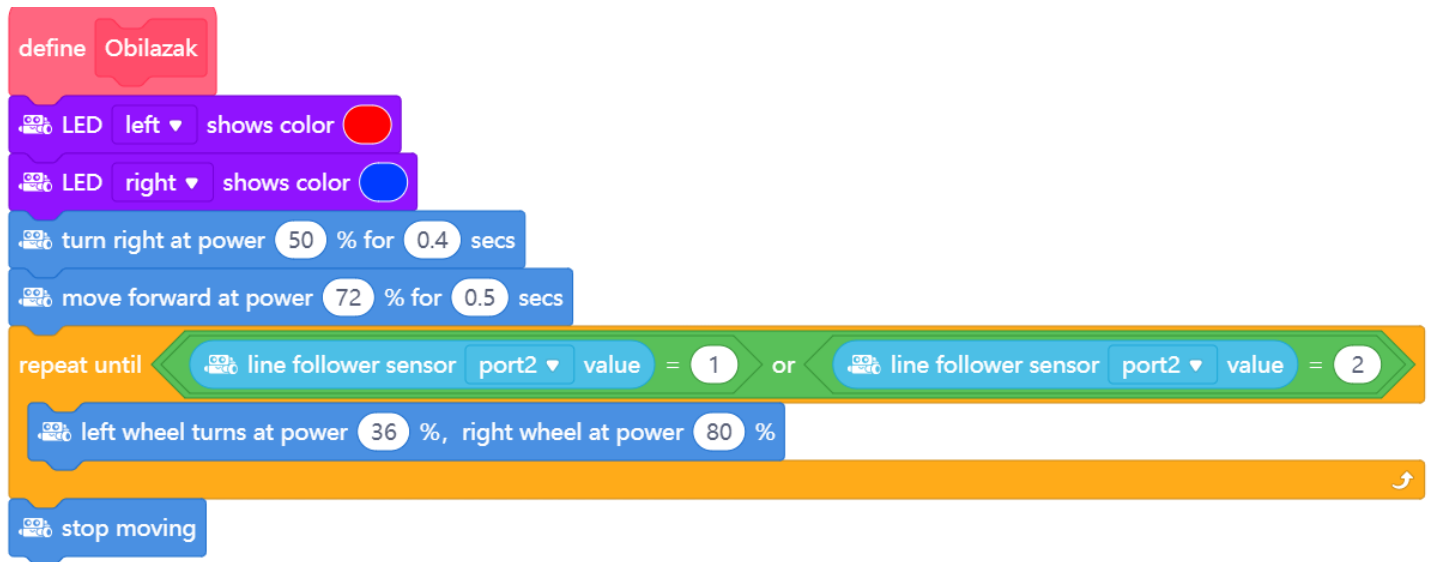 define Obilazak
LED left shows color
LED right shows color
turn right at power 50 % for 0.4 secs
move forward at power 72 % for 0.5 secs
repeat until line follower sensor port2 value = 1 or line follower sensor port2 value = 2
left wheel turns at power 36 %, right wheel at power 80 %
stop moving